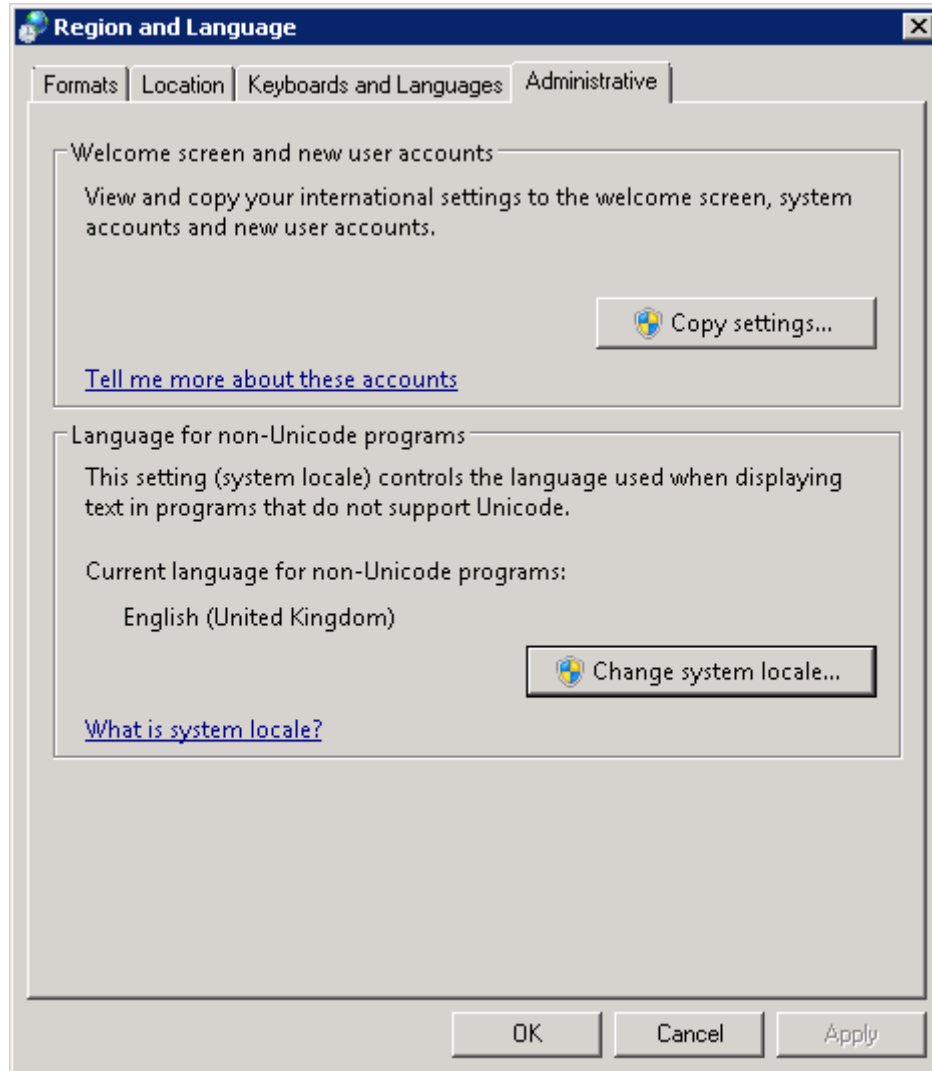 Region and Language
Formats
Location
Keyboards and Languages
Administrative
Welcome screen and new user accounts
View and copy your international settings to the welcome screen, system
accounts and new user accounts.
Copy settings...
Tell me more about these accounts
Language for non-Unicode programs
This setting (system locale) controls the language used when displaying
text in programs that do not support Unicode.
Current language for non-Unicode programs:
English (United Kingdom)
Change system locale...
What is system locale?
OK
Cancel
Apply